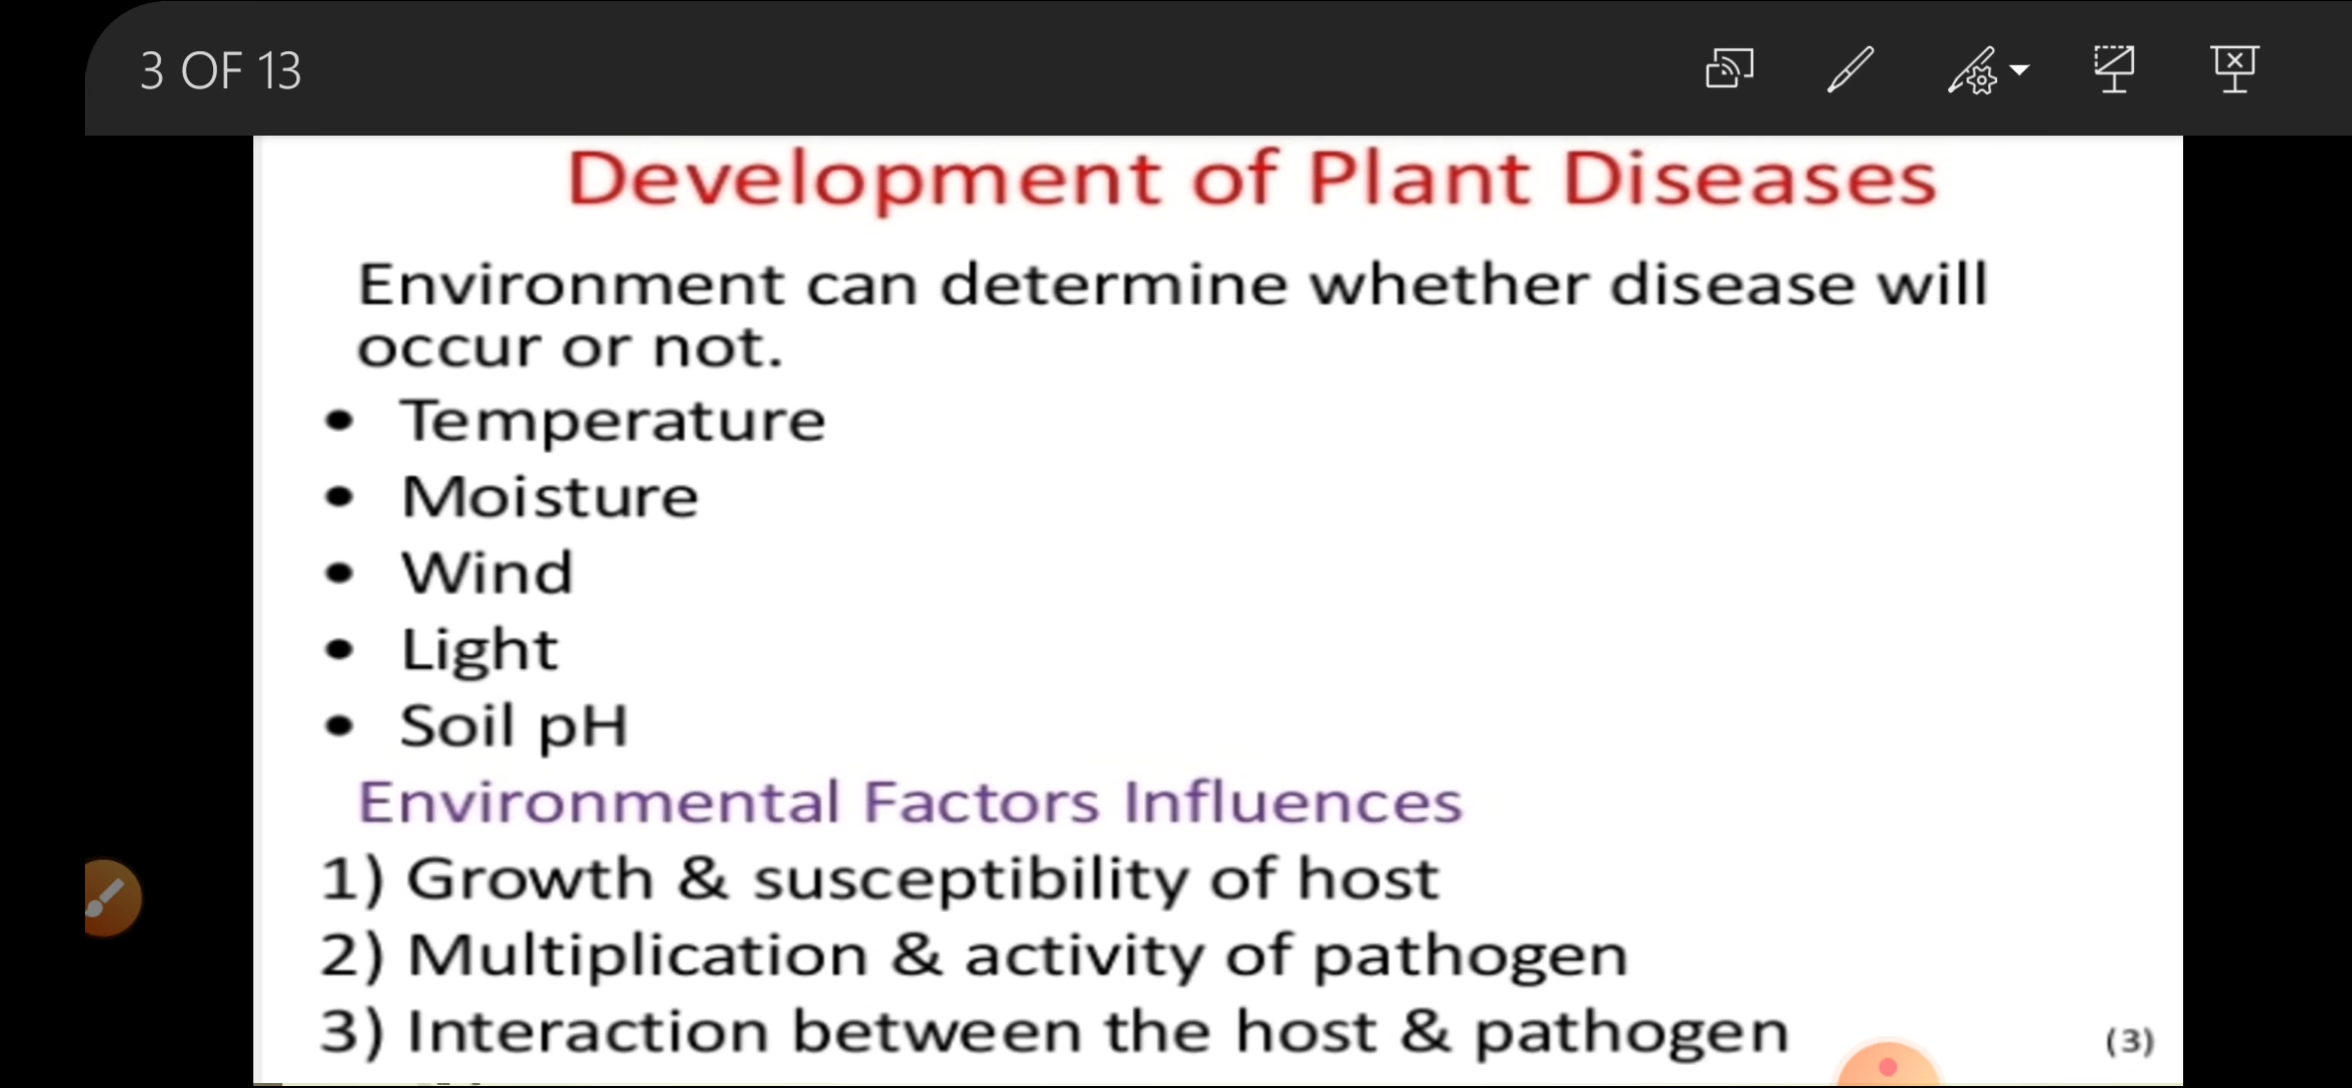 3 OF 13
Development of Plant Diseases
Environment can determine whether disease will
occur or not.
• Temperature
• Moisture
• Wind
• Light
• Soil pH
Environmental Factors Influences
1) Growth & susceptibility of host
2) Multiplication & activity of pathogen
3) Interaction between the host & pathogen
(3)